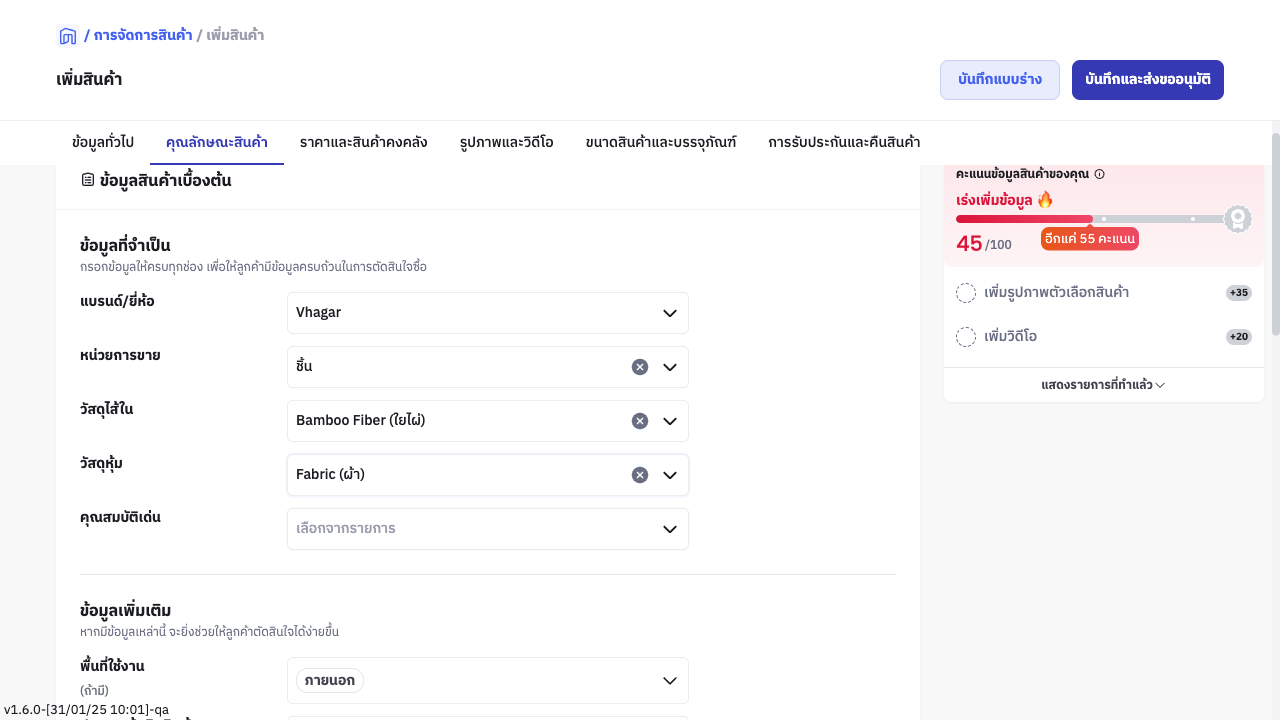 / การจัดการสินค้า / เพิ่มสินค้า
เพิ่มสินค้า
บันทึกแบบร่าง
บันทึกและส่งขออนุมัติ
ข้อมูลทั่วไป
คุณลักษณะสินค้า
ราคาและสินค้าคงคลัง
รูปภาพและวิดีโอ
ขนาดสินค้าและบรรจุภัณฑ์
การรับประกันและคืนสินค้า
ข้อมูลสินค้าเบื้องต้น
ข้อมูลที่จำเป็น
กรอกข้อมูลให้ครบทุกช่อง เพื่อให้ลูกค้ามีข้อมูลครบถ้วนในการตัดสินใจซื้อ
แบรนด์/ยี่ห้อ
Vhagar
หน่วยการขาย
ชิ้น
วัสดุไส้ใน
Bamboo Fiber (ใยไผ่)
วัสดุหุ้ม
Fabric (ผ้า)
คุณสมบัติเด่น
เลือกจากรายการ
ข้อมูลเพิ่มเติม
หากมีข้อมูลเหล่านี้ จะยิ่งช่วยให้ลูกค้าตัดสินใจได้ง่ายขึ้น
พื้นที่ใช้งาน
(ถ้ามี)
ภายนอก
v1.6.0-[31/01/25 10:01]-qa
คะแนนข้อมูลสินค้าของคุณ
เร่งเพิ่มข้อมูล 🔥
45/100
อีกแค่ 55 คะแนน
เพิ่มรูปภาพตัวเลือกสินค้า
+35
เพิ่มวิดีโอ
+20
แสดงรายการที่ทำแล้ว